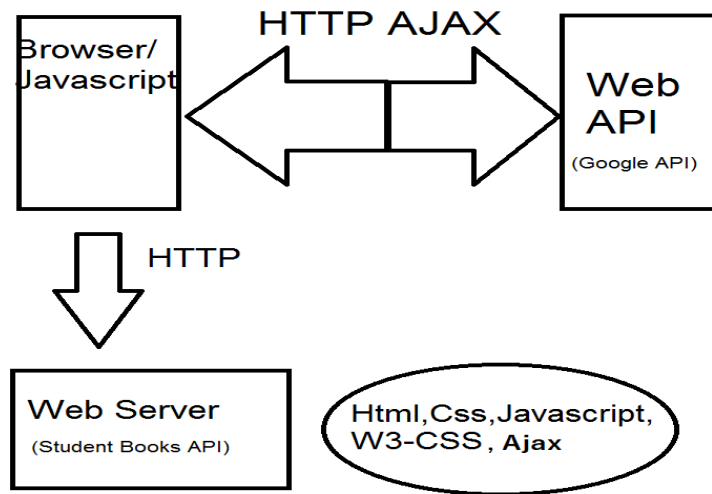 HTTP AJAX
Browser/
Javascript
Web
API
(Google API)
HTTP
Web Server
(Student Books API)
Html,Css,Javascript,
W3-CSS, Ajax